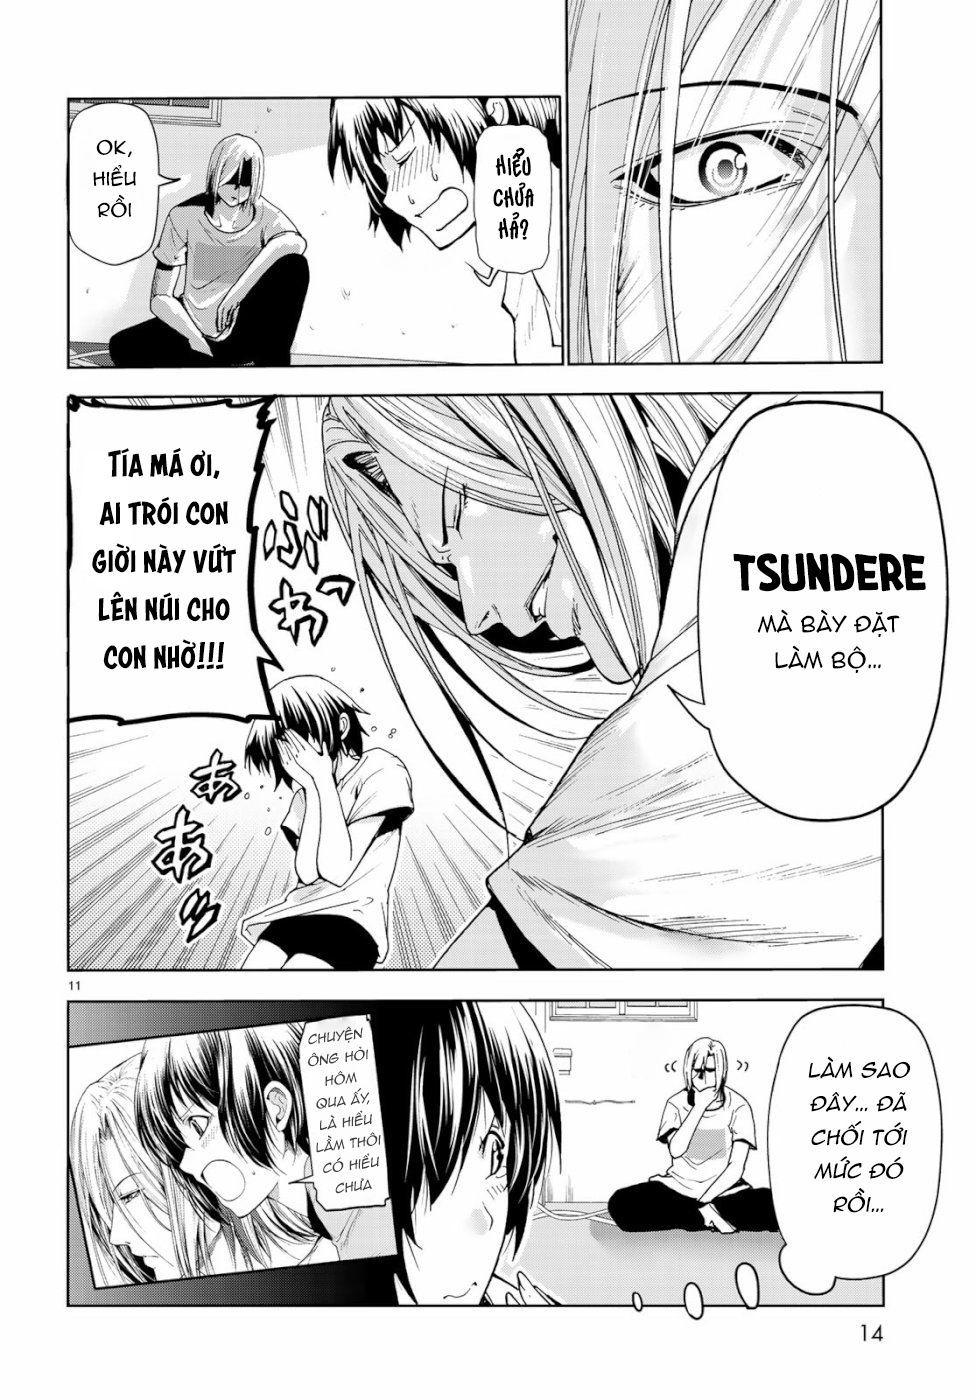 OK,
HIỂU
RỒI
HIỂU
CHƯA
HẢ?
TÍA MÁ ƠI,
AI TRÓI CON
GIỜI NÀY VỨT
LÊN NÚI CHO
CON NHỜ!!!
ぶ
わ
TSUNDERE
MÀ BÀY ĐẶT
LÀM BỘ...
あ
あ
ッ
11
CHUYỆN
ÔNG HỎI
HÔM
QUA ẤY,
LÀ HIỂU
LẦM THÔI
CÓ HIỂU
CHƯA
LÀM SAO
ĐÂY... ĐÃ
CHỐI TỚI
MỨC ĐÓ
RỒI...
14